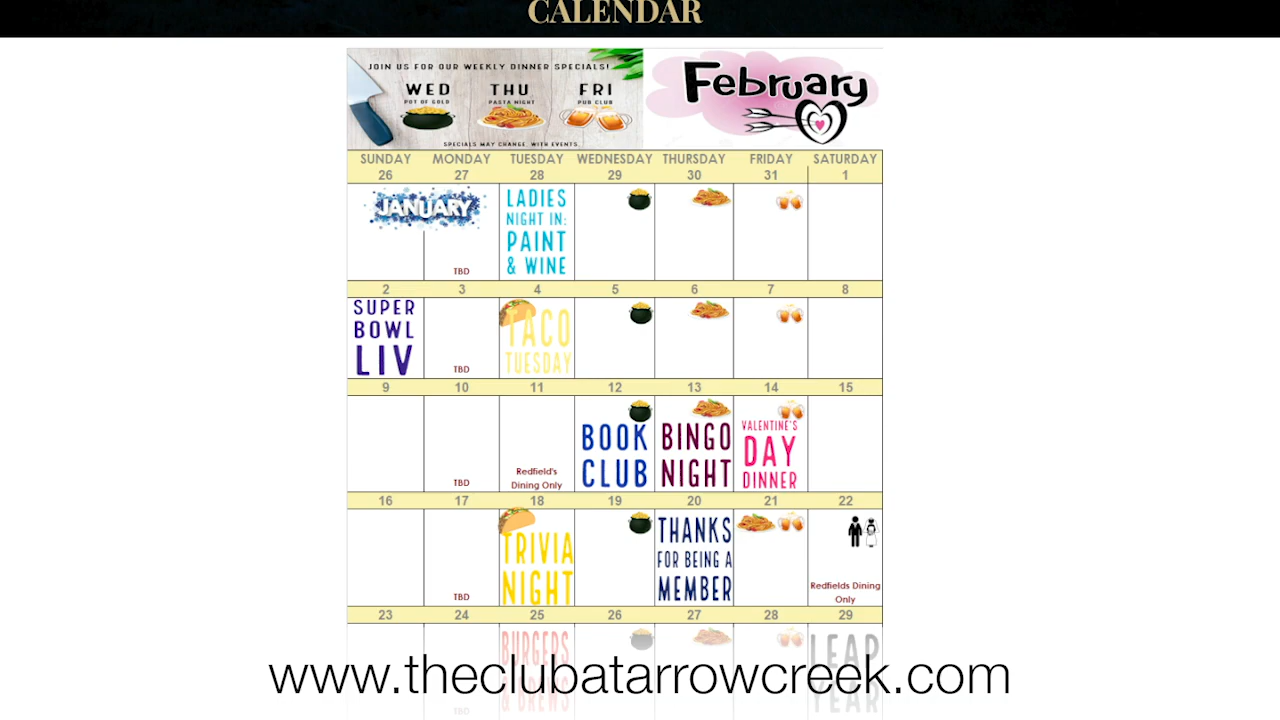 CALENDAR
JOIN US FOR OUR WEEKLY DINNER SPECIALS!
WED THU FRI
POT OF GOLD PASTA NIGHT PUB CLUB
SPECIALS MAY CHANGE WITH EVENTS.
February
SUNDAY MONDAY TUESDAY WEDNESDAY THURSDAY FRIDAY SATURDAY
26 27 28 29 30 31 1
JANUARY
LADIES
NIGHT IN:
PAINT
& WINE
TBD
2 3 4 5 6 7 8
SUPER
BOWL
LIV
TBD
TACO
TUESDAY
9 10 11 12 13 14 15
TBD
Redfield's
Dining Only
BOOK
CLUB
BINGO
NIGHT
VALENTINE'S
DAY
DINNER
16 17 18 19 20 21 22
TBD
TRIVIA
NIGHT
THANKS
FOR BEING A
MEMBER
Redfields Dining
Only
23 24 25 26 27 28 29
TBD
BURGERS
& BREWS
LEAP
YEAR
www.theclubatarrowcreek.com